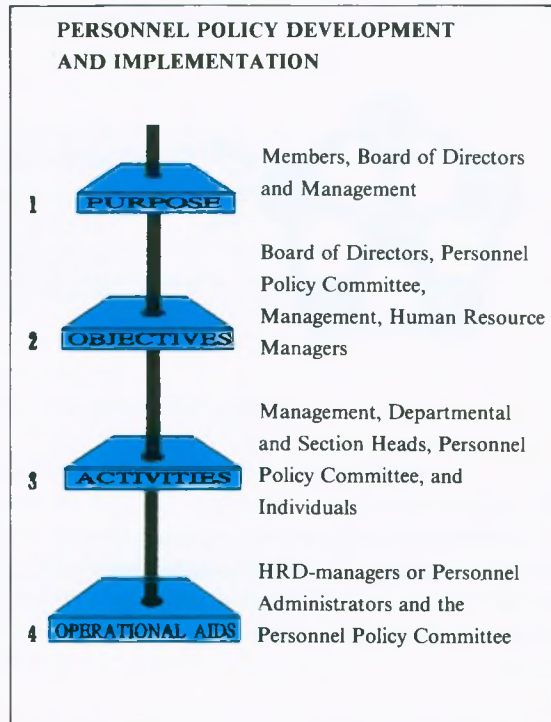 PERSONNEL POLICY DEVELOPMENT
AND IMPLEMENTATION
Members, Board of Directors
and Management
1 PURPOSE
Board of Directors, Personnel
Policy Committee,
Management, Human Resource
Managers
2 OBJECTIVES
Management, Departmental
and Section Heads, Personnel
Policy Committee, and
Individuals
3 ACTIVITIES
HRD-managers or Personnel
Administrators and the
Personnel Policy Committee
4 OPERATIONAL AIDS